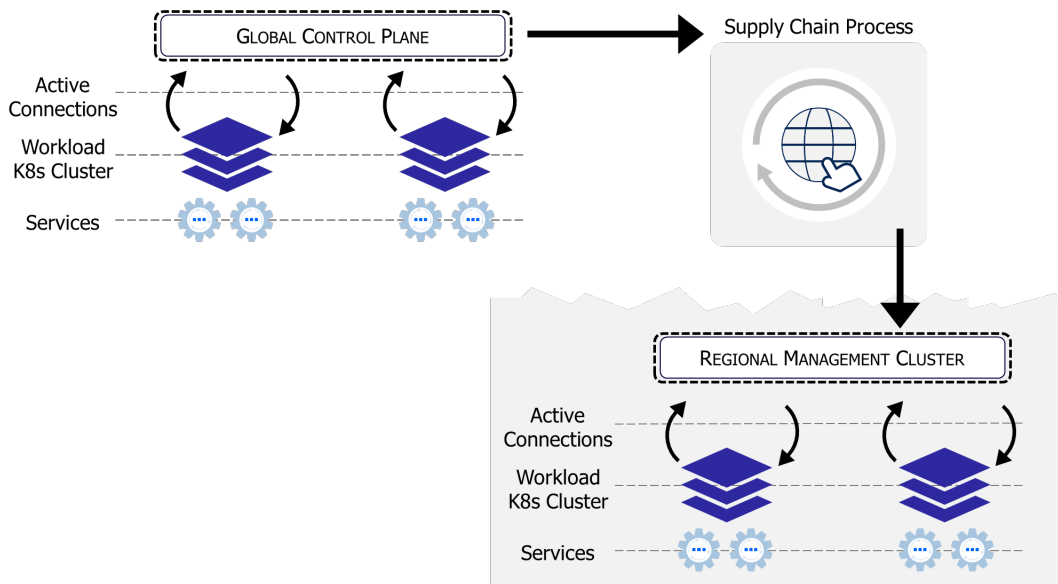 GLOBAL CONTROL PLANE
Supply Chain Process
Active
Connections
Workload
K8s Cluster
Services
REGIONAL MANAGEMENT CLUSTER
Active
Connections
Workload
K8s Cluster
Services